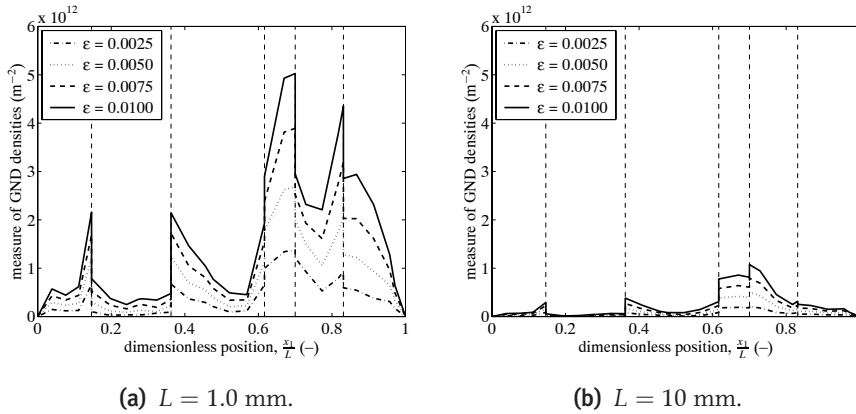 x 10^12
6
5
4
3
2
1
0
measure of GND densities (m^−2)
ε = 0.0025
ε = 0.0050
ε = 0.0075
ε = 0.0100
0 0.2 0.4 0.6 0.8 1
dimensionless position, x_1/L (–)
(a) L = 1.0 mm.
x 10^12
6
5
4
3
2
1
0
measure of GND densities (m^−2)
ε = 0.0025
ε = 0.0050
ε = 0.0075
ε = 0.0100
0 0.2 0.4 0.6 0.8 1
dimensionless position, x_1/L (–)
(b) L = 10 mm.